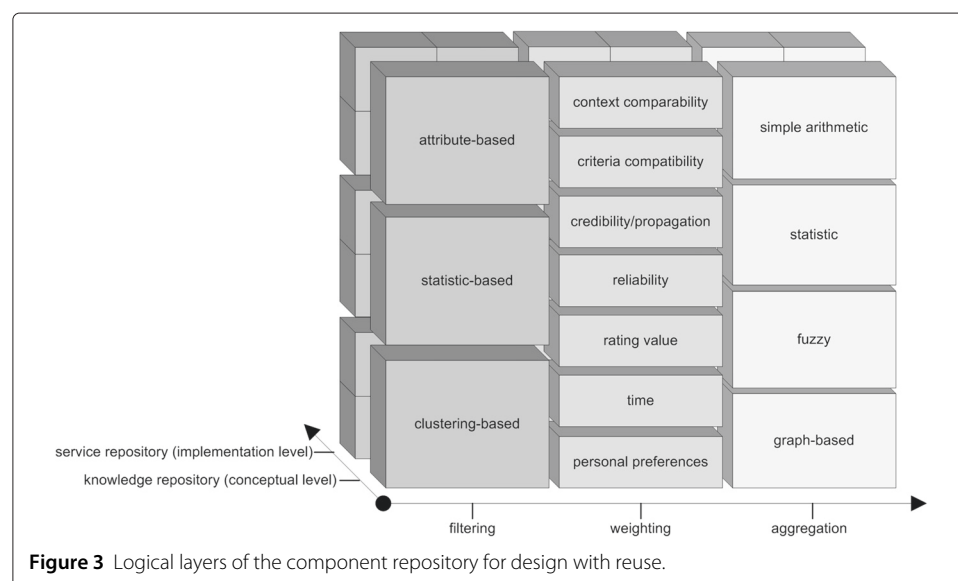 attribute-based
statistic-based
clustering-based
context comparability
criteria compatibility
credibility/propagation
reliability
rating value
time
personal preferences
simple arithmetic
statistic
fuzzy
graph-based
service repository (implementation level)
knowledge repository (conceptual level)
filtering
weighting
aggregation
Figure 3 Logical layers of the component repository for design with reuse.